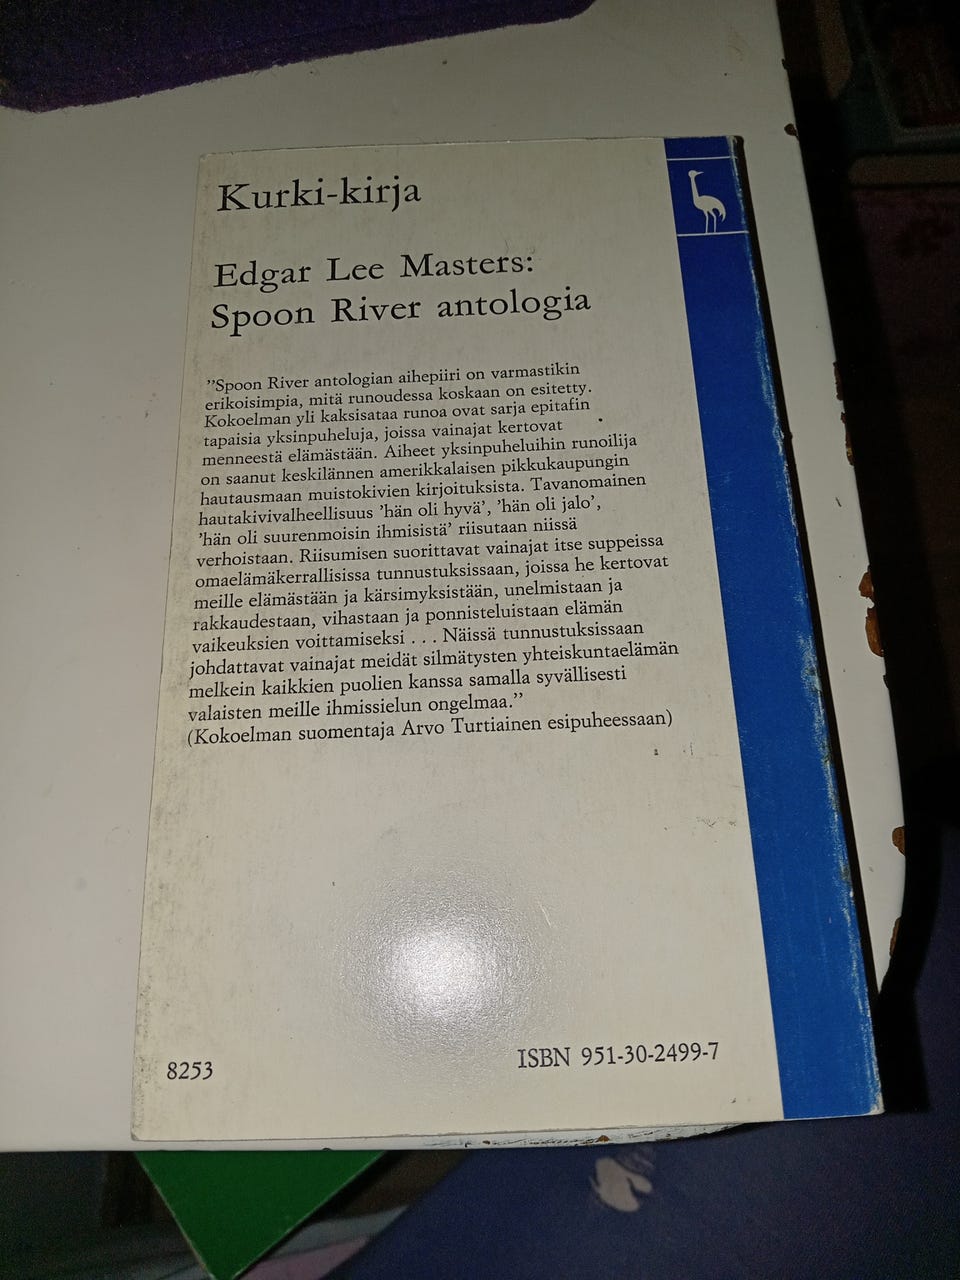 Kurki-kirja
Edgar Lee Masters:
Spoon River antologia
”Spoon River antologian aihepiiri on varmastikin
erikoisimpia, mitä runoudessa koskaan on esitetty.
Kokoelman yli kaksisataa runoa ovat sarja epitafin
tapaisia yksinpuheluja, joissa vainajat kertovat
menneestä elämästään. Aiheet yksinpuheluihin runoilija
on saanut keskilännen amerikkalaisen pikkukaupungin
hautausmaan muistokivien kirjoituksista. Tavanomainen
hautakivivalheellisuus ’hän oli hyvä’, ’hän oli jalo’,
’hän oli suurenmoisin ihmisistä’ riisutaan niissä
verhoistaan. Riisumisen suorittavat vainajat itse suppeissa
omaelämäkerrallisissa tunnustuksissaan, joissa he kertovat
meille elämästään ja kärsimyksistään, unelmistaan ja
rakkaudestaan, vihastaan ja ponnisteluistaan elämän
vaikeuksien voittamiseksi . . . Näissä tunnustuksissaan
johdattavat vainajat meidät silmätysten yhteiskuntaelämän
melkein kaikkien puolien kanssa samalla syvällisesti
valaisten meille ihmissielun ongelmaa.”
(Kokoelman suomentaja Arvo Turtiainen esipuheessaan)
8253
ISBN 951-30-2499-7